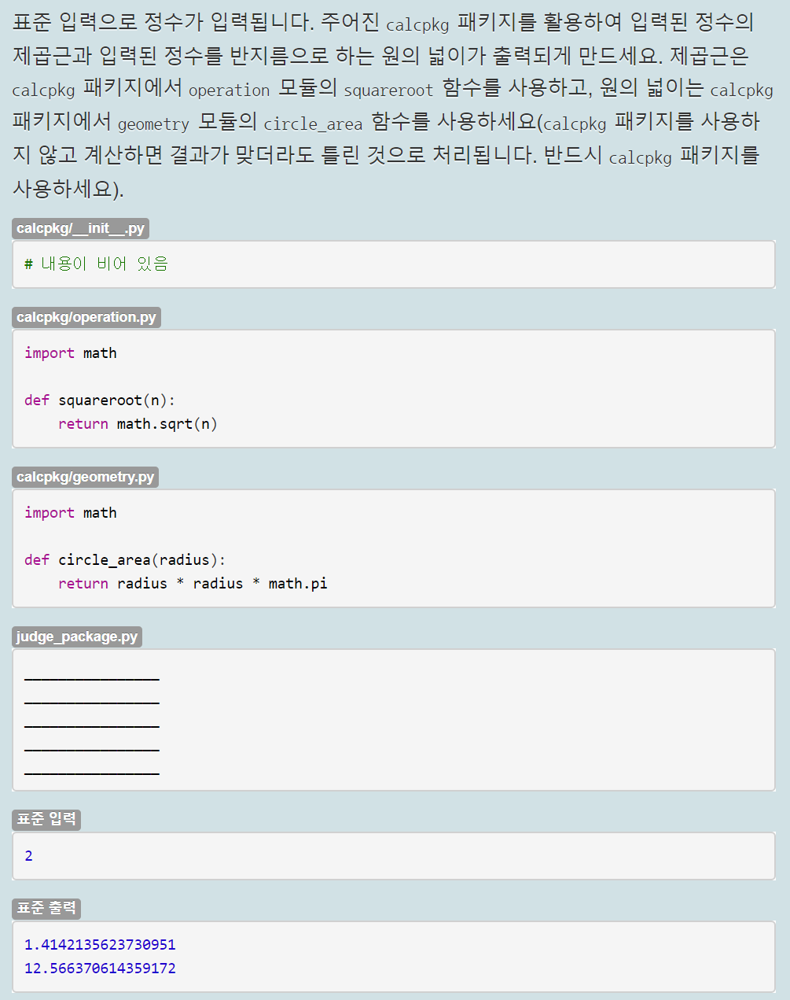 표준 입력으로 정수가 입력됩니다. 주어진 calcpkg 패키지를 활용하여 입력된 정수의
제곱근과 입력된 정수를 반지름으로 하는 원의 넓이가 출력되게 만드세요. 제곱근은
calcpkg 패키지에서 operation 모듈의 squareroot 함수를 사용하고, 원의 넓이는 calcpkg
패키지에서 geometry 모듈의 circle_area 함수를 사용하세요(calcpkg 패키지를 사용하
지 않고 계산하면 결과가 맞더라도 틀린 것으로 처리됩니다. 반드시 calcpkg 패키지를
사용하세요).
calcpkg/__init__.py
# 내용이 비어 있음
calcpkg/operation.py
import math
def squareroot(n):
    return math.sqrt(n)
calcpkg/geometry.py
import math
def circle_area(radius):
    return radius * radius * math.pi
judge_package.py
________________
________________
________________
________________
________________
표준 입력
2
표준 출력
1.4142135623730951
12.566370614359172